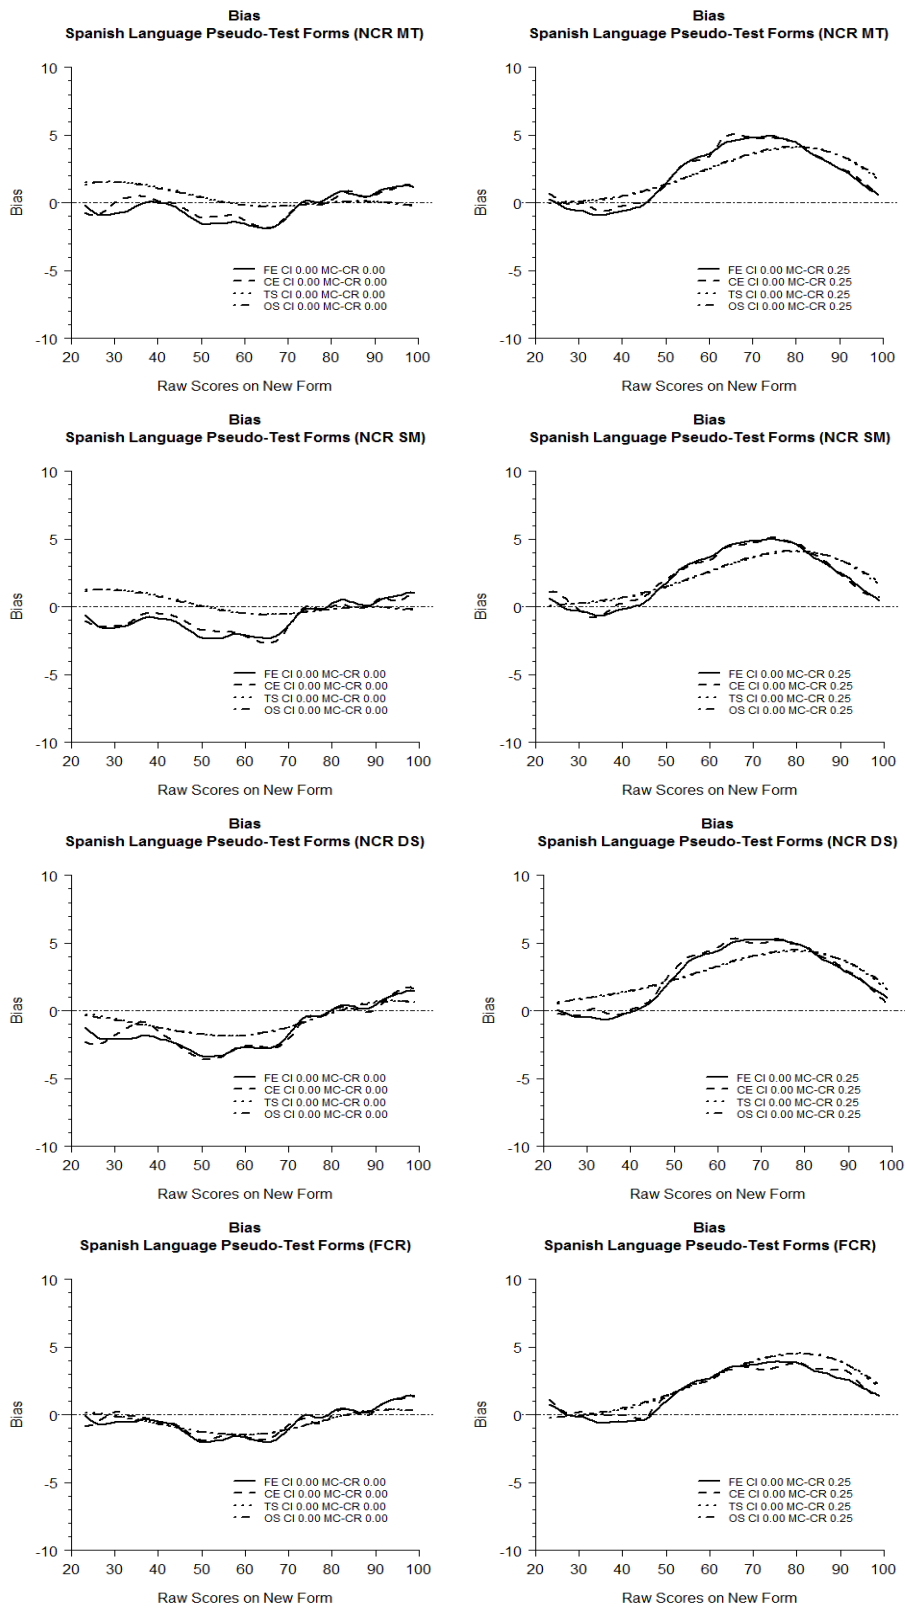 Bias
Spanish Language Pseudo-Test Forms (NCR MT)
10
5
0
-5
-10
Bias
FE CI 0.00 MC-CR 0.00
CE CI 0.00 MC-CR 0.00
TS CI 0.00 MC-CR 0.00
OS CI 0.00 MC-CR 0.00
20 30 40 50 60 70 80 90 100
Raw Scores on New Form
Bias
Spanish Language Pseudo-Test Forms (NCR MT)
10
5
0
-5
-10
Bias
FE CI 0.00 MC-CR 0.25
CE CI 0.00 MC-CR 0.25
TS CI 0.00 MC-CR 0.25
OS CI 0.00 MC-CR 0.25
20 30 40 50 60 70 80 90 100
Raw Scores on New Form
Bias
Spanish Language Pseudo-Test Forms (NCR SM)
10
5
0
-5
-10
Bias
FE CI 0.00 MC-CR 0.00
CE CI 0.00 MC-CR 0.00
TS CI 0.00 MC-CR 0.00
OS CI 0.00 MC-CR 0.00
20 30 40 50 60 70 80 90 100
Raw Scores on New Form
Bias
Spanish Language Pseudo-Test Forms (NCR SM)
10
5
0
-5
-10
Bias
FE CI 0.00 MC-CR 0.25
CE CI 0.00 MC-CR 0.25
TS CI 0.00 MC-CR 0.25
OS CI 0.00 MC-CR 0.25
20 30 40 50 60 70 80 90 100
Raw Scores on New Form
Bias
Spanish Language Pseudo-Test Forms (NCR DS)
10
5
0
-5
-10
Bias
FE CI 0.00 MC-CR 0.00
CE CI 0.00 MC-CR 0.00
TS CI 0.00 MC-CR 0.00
OS CI 0.00 MC-CR 0.00
20 30 40 50 60 70 80 90 100
Raw Scores on New Form
Bias
Spanish Language Pseudo-Test Forms (NCR DS)
10
5
0
-5
-10
Bias
FE CI 0.00 MC-CR 0.25
CE CI 0.00 MC-CR 0.25
TS CI 0.00 MC-CR 0.25
OS CI 0.00 MC-CR 0.25
20 30 40 50 60 70 80 90 100
Raw Scores on New Form
Bias
Spanish Language Pseudo-Test Forms (FCR)
10
5
0
-5
-10
Bias
FE CI 0.00 MC-CR 0.00
CE CI 0.00 MC-CR 0.00
TS CI 0.00 MC-CR 0.00
OS CI 0.00 MC-CR 0.00
20 30 40 50 60 70 80 90 100
Raw Scores on New Form
Bias
Spanish Language Pseudo-Test Forms (FCR)
10
5
0
-5
-10
Bias
FE CI 0.00 MC-CR 0.25
CE CI 0.00 MC-CR 0.25
TS CI 0.00 MC-CR 0.25
OS CI 0.00 MC-CR 0.25
20 30 40 50 60 70 80 90 100
Raw Scores on New Form